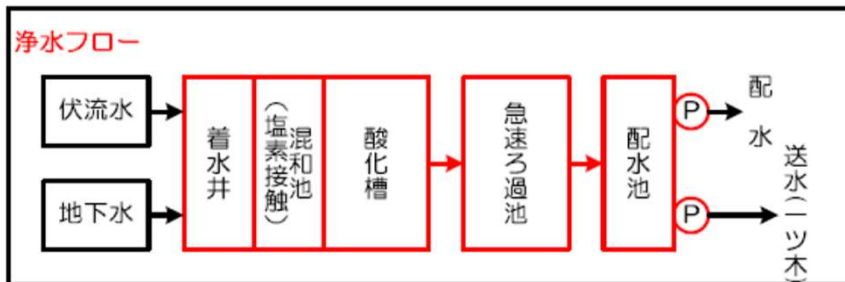 浄水フロー
伏流水
地下水
着水井
混和池
(塩素接触)
酸化槽
急速ろ過池
配水池
P
P
配水
送水(一ツ木)